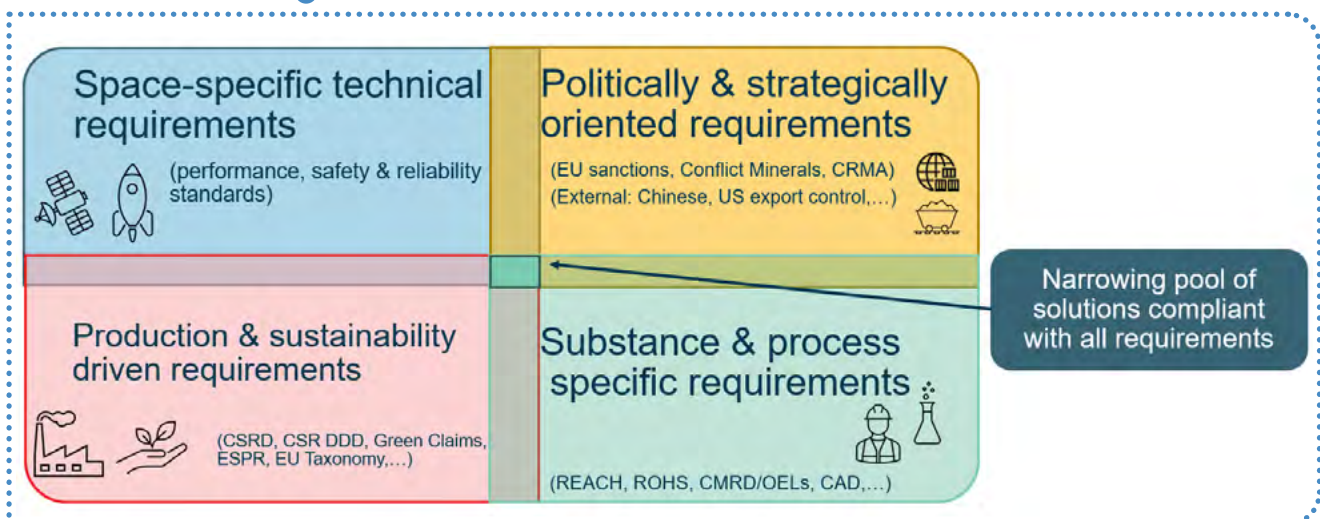 Space-specific technical
requirements
(performance, safety & reliability
standards)
Politically & strategically
oriented requirements
(EU sanctions, Conflict Minerals, CRMA)
(External: Chinese, US export control,...)
Narrowing pool of
solutions compliant
with all requirements
Production & sustainability
driven requirements
(CSRD, CSR DDD, Green Claims,
ESPR, EU Taxonomy,...)
Substance & process
specific requirements
(REACH, ROHS, CMRD/OELs, CAD,...)